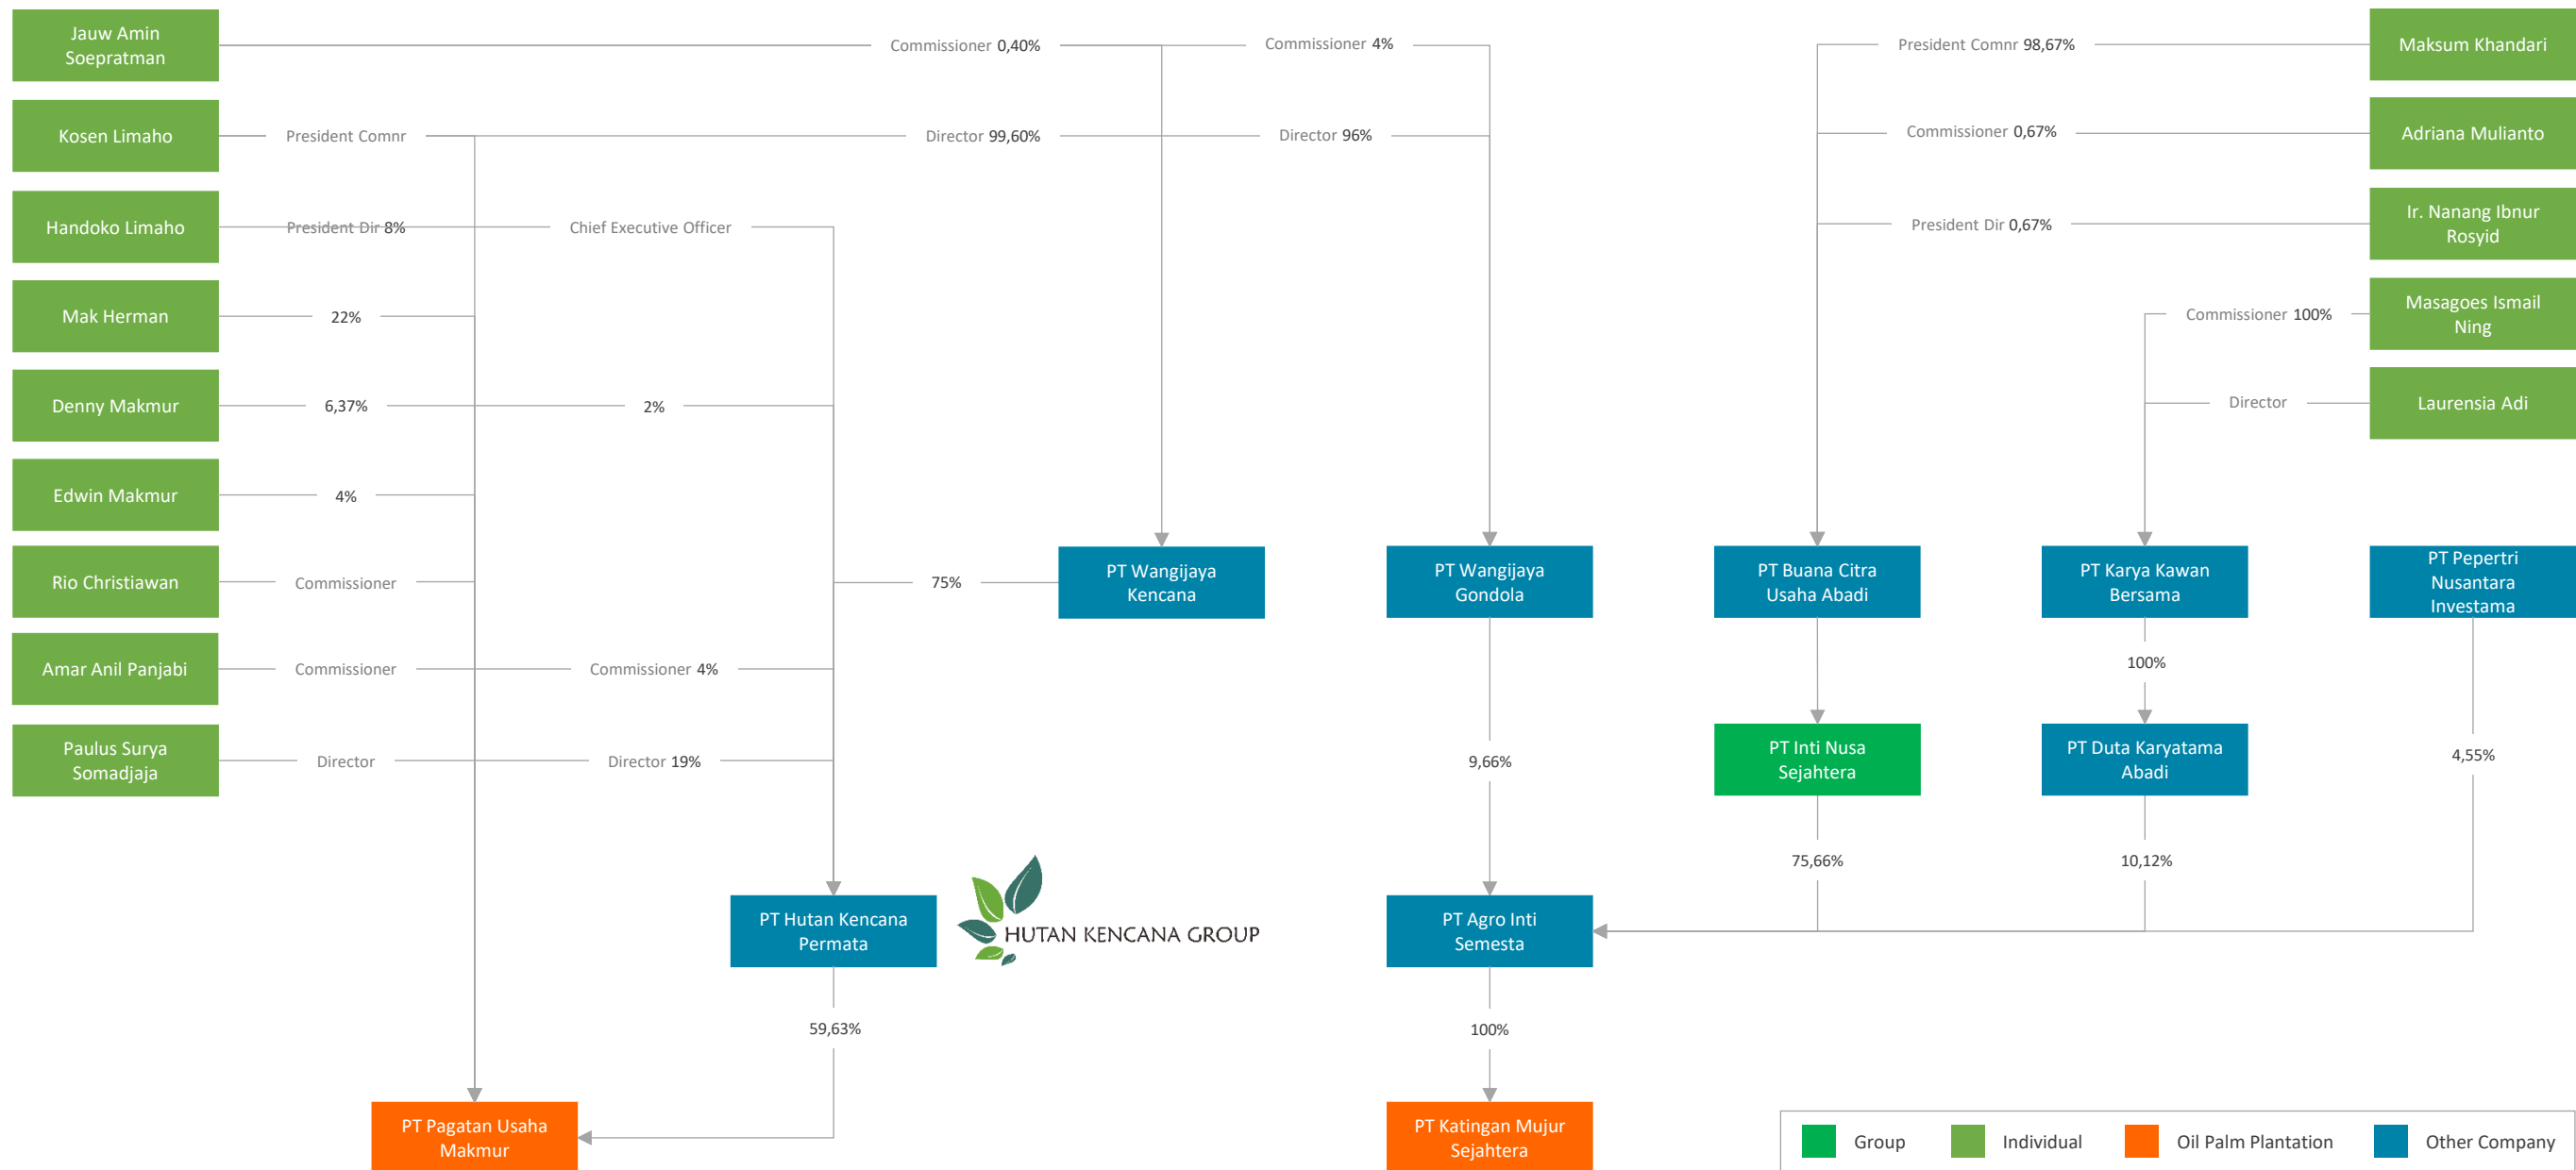 Jauw Amin
Soepratman
Commissioner 0,40%
Commissioner 4%
President Comnr 98,67%
Maksum Khandari
Kosen Limaho
President Comnr
Director 99,60%
Director 96%
Commissioner 0,67%
Adriana Mulianto
Handoko Limaho
President Dir 8%
Chief Executive Officer
President Dir 0,67%
Ir. Nanang Ibnur
Rosyid
Mak Herman
22%
Commissioner 100%
Masagoes Ismail
Ning
Denny Makmur
6,37%
2%
Director
Laurensia Adi
Edwin Makmur
4%
Rio Christiawan
Commissioner
75%
PT Wangijaya
Kencana
PT Wangijaya
Gondola
PT Buana Citra
Usaha Abadi
PT Karya Kawan
Bersama
PT Pepertri
Nusantara
Investama
Amar Anil Panjabi
Commissioner
Commissioner 4%
100%
Paulus Surya
Somadjaja
Director
Director 19%
9,66%
PT Inti Nusa
Sejahtera
PT Duta Karyatama
Abadi
4,55%
75,66%
10,12%
PT Hutan Kencana
Permata
HUTAN KENCANA GROUP
PT Agro Inti
Semesta
59,63%
100%
PT Pagatan Usaha
Makmur
PT Katingan Mujur
Sejahtera
Group
Individual
Oil Palm Plantation
Other Company